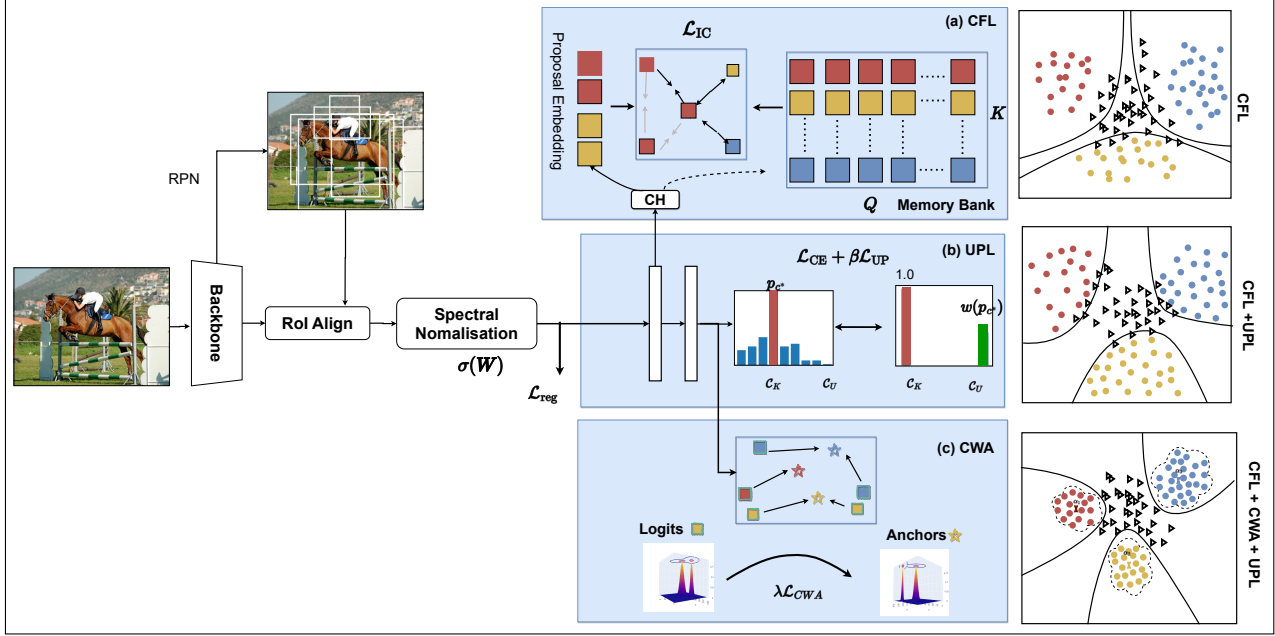 (a) CFL
ℒ_IC
Proposal Embedding
K
Q
Memory Bank
CH
CFL
RPN
Backbone
RoI Align
Spectral
Nomalisation
σ(W)
ℒ_reg
(b) UPL
ℒ_CE + βℒ_UP
p_c*
1.0
w(p_c*)
𝒞_K
𝒞_U
𝒞_K
𝒞_U
CFL +UPL
(c) CWA
Logits
Anchors
λℒ_CWA
CFL + CWA + UPL